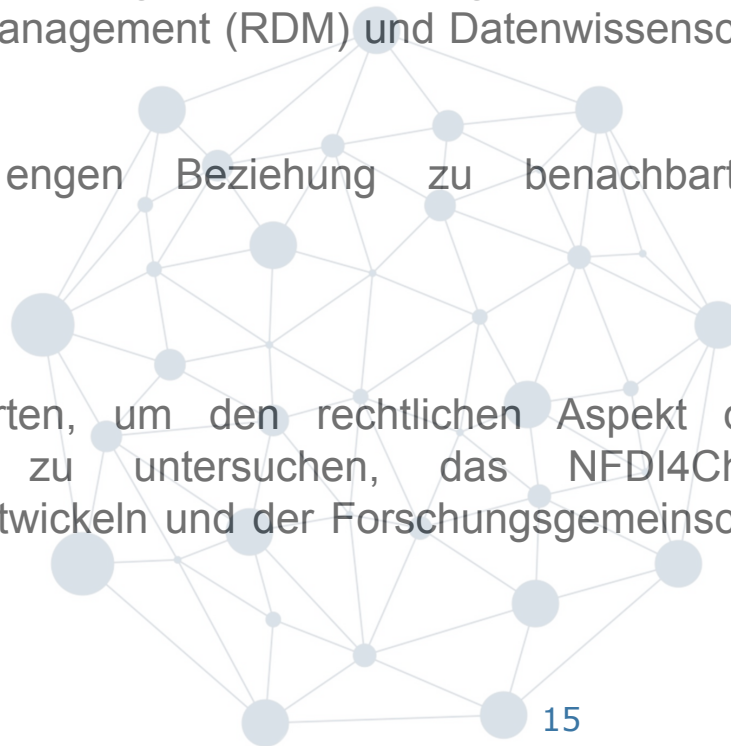 anagement (RDM) und Datenwissensc
engen Beziehung zu benachbart
rten, um den rechtlichen Aspekt
zu untersuchen, das NFDI4Ch
twickeln und der Forschungsgemeinsc
15